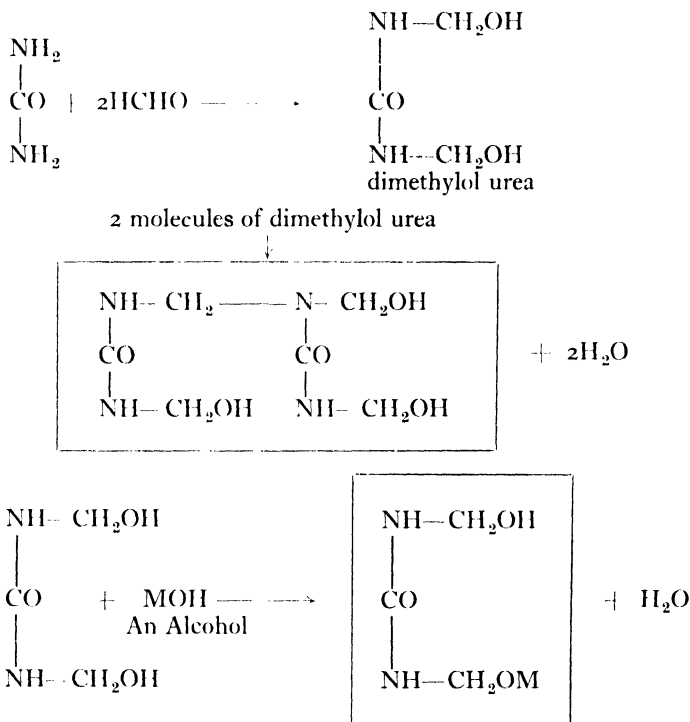 NH—CH₂OH
NH₂
CO + 2HCHO ——→ CO
NH₂
NH—CH₂OH
dimethylol urea
2 molecules of dimethylol urea
NH—CH₂——N—CH₂OH
CO CO + 2H₂O
NH—CH₂OH NH—CH₂OH
NH—CH₂OH NH—CH₂OH
CO + MOH ——→ CO + H₂O
An Alcohol
NH—CH₂OH NH—CH₂OM